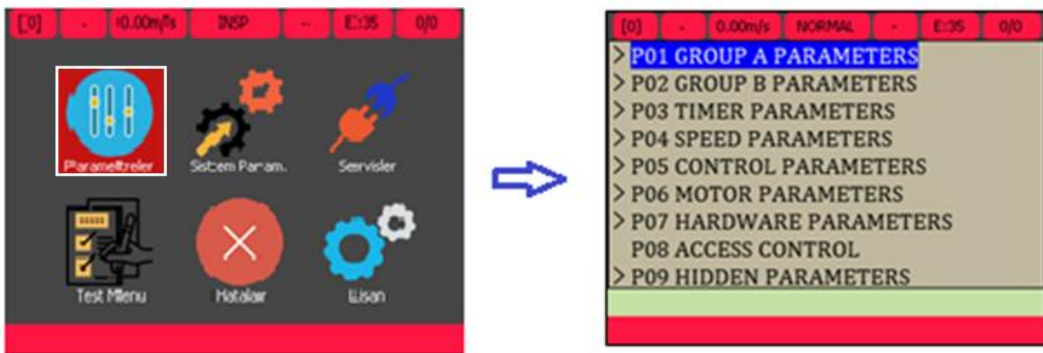 [0] - 0.00m/s INSP -- E:35 0/0
Parametreler Sistem Param. Servisler
Test Menu Hatalar Lisan
[0] - 0.00m/s NORMAL - E:35 0/0
> P01 GROUP A PARAMETERS
> P02 GROUP B PARAMETERS
> P03 TIMER PARAMETERS
> P04 SPEED PARAMETERS
> P05 CONTROL PARAMETERS
> P06 MOTOR PARAMETERS
> P07 HARDWARE PARAMETERS
P08 ACCESS CONTROL
> P09 HIDDEN PARAMETERS